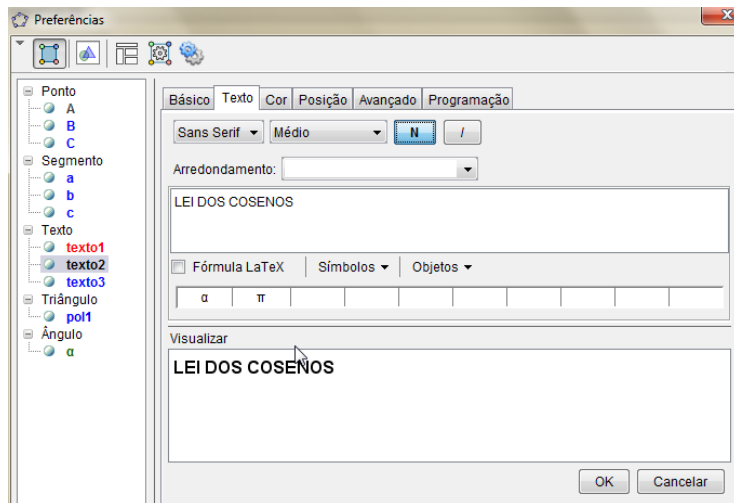 Preferências
Ponto
A
B
C
Segmento
a
b
c
Texto
texto1
texto2
texto3
Triângulo
pol1
Ângulo
α
Básico Texto Cor Posição Avançado Programação
Sans Serif Médio N I
Arredondamento:
LEI DOS COSENOS
Fórmula LaTeX Símbolos Objetos
α π
Visualizar
LEI DOS COSENOS
OK Cancelar